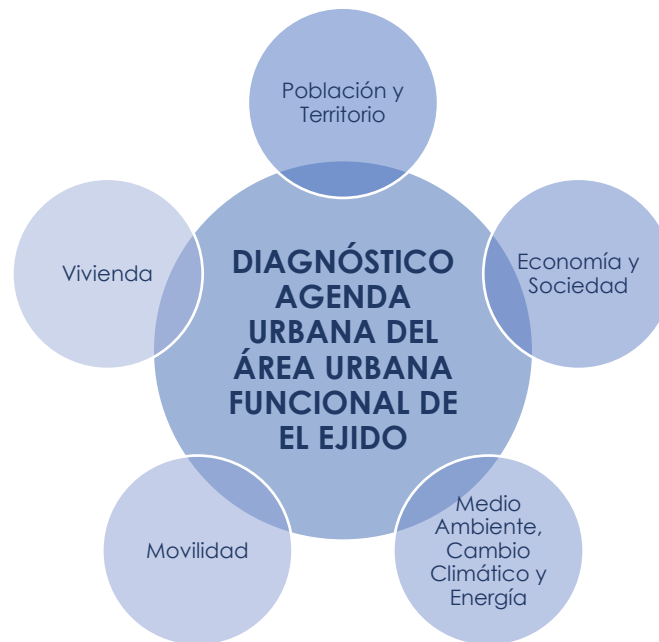 Población y
Territorio
Economía y
Sociedad
Medio
Ambiente,
Cambio
Climático y
Energía
Movilidad
Vivienda
DIAGNÓSTICO
AGENDA
URBANA DEL
ÁREA URBANA
FUNCIONAL DE
EL EJIDO